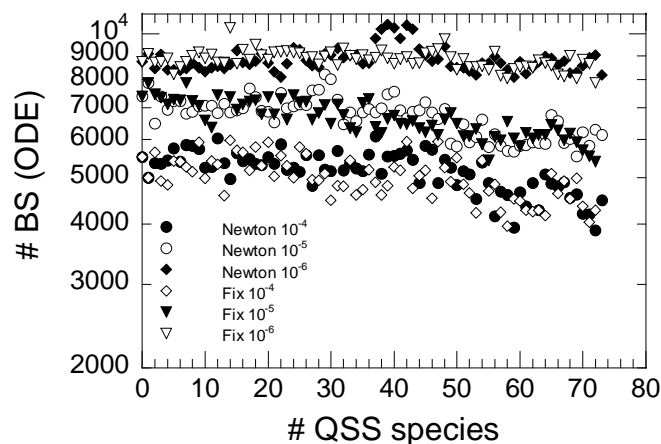 10⁴
9000
8000
7000
6000
5000
4000
3000
2000
# BS (ODE)
Newton 10⁻⁴
Newton 10⁻⁵
Newton 10⁻⁶
Fix 10⁻⁴
Fix 10⁻⁵
Fix 10⁻⁶
0 10 20 30 40 50 60 70 80
# QSS species